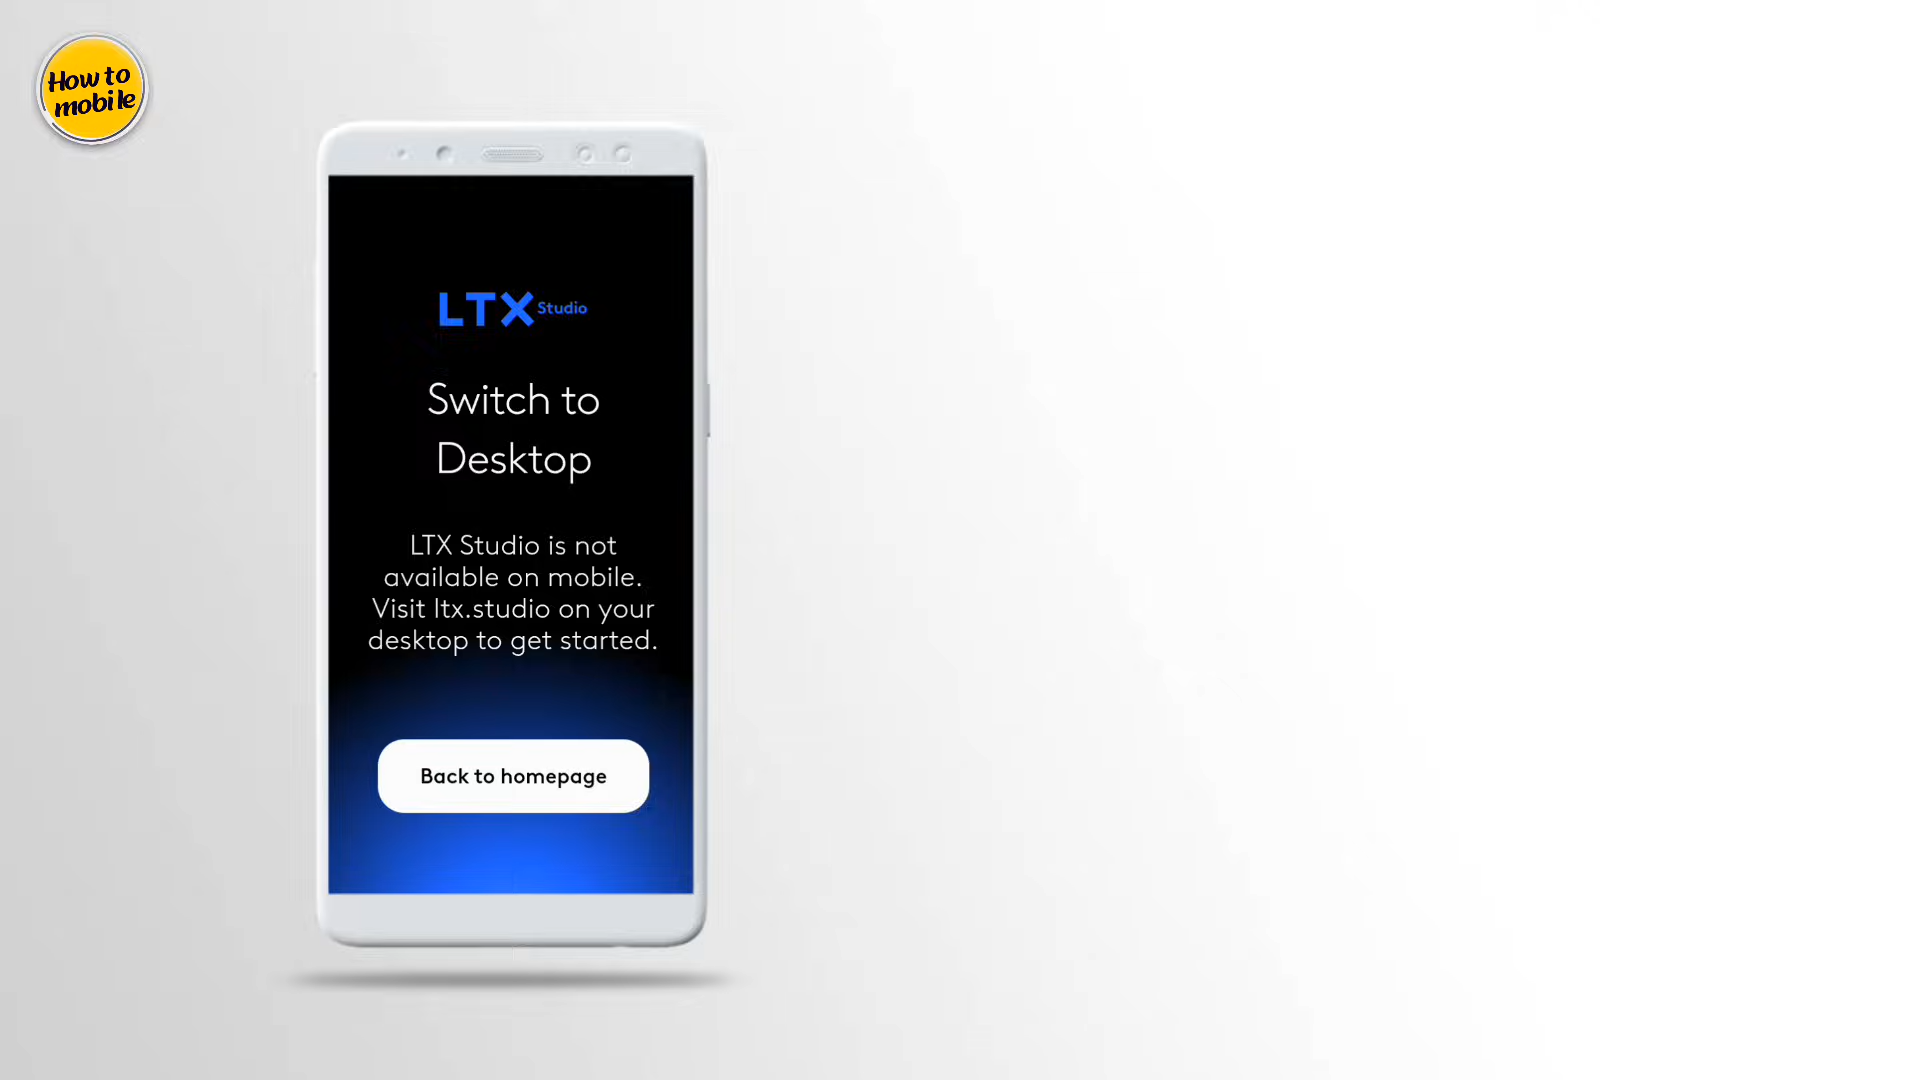 How to
mobile
LTX Studio
Switch to
Desktop
LTX Studio is not
available on mobile.
Visit ltx.studio on your
desktop to get started.
Back to homepage